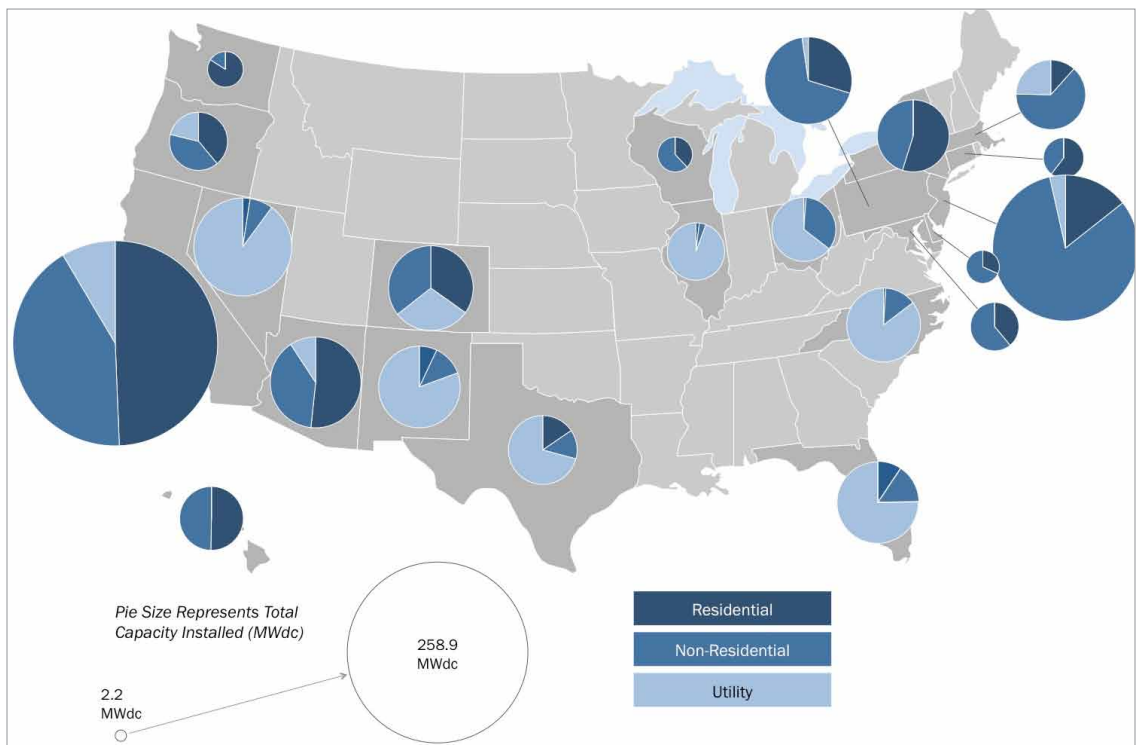 Pie Size Represents Total
Capacity Installed (MWdc)
2.2
MWdc
258.9
MWdc
Residential
Non-Residential
Utility